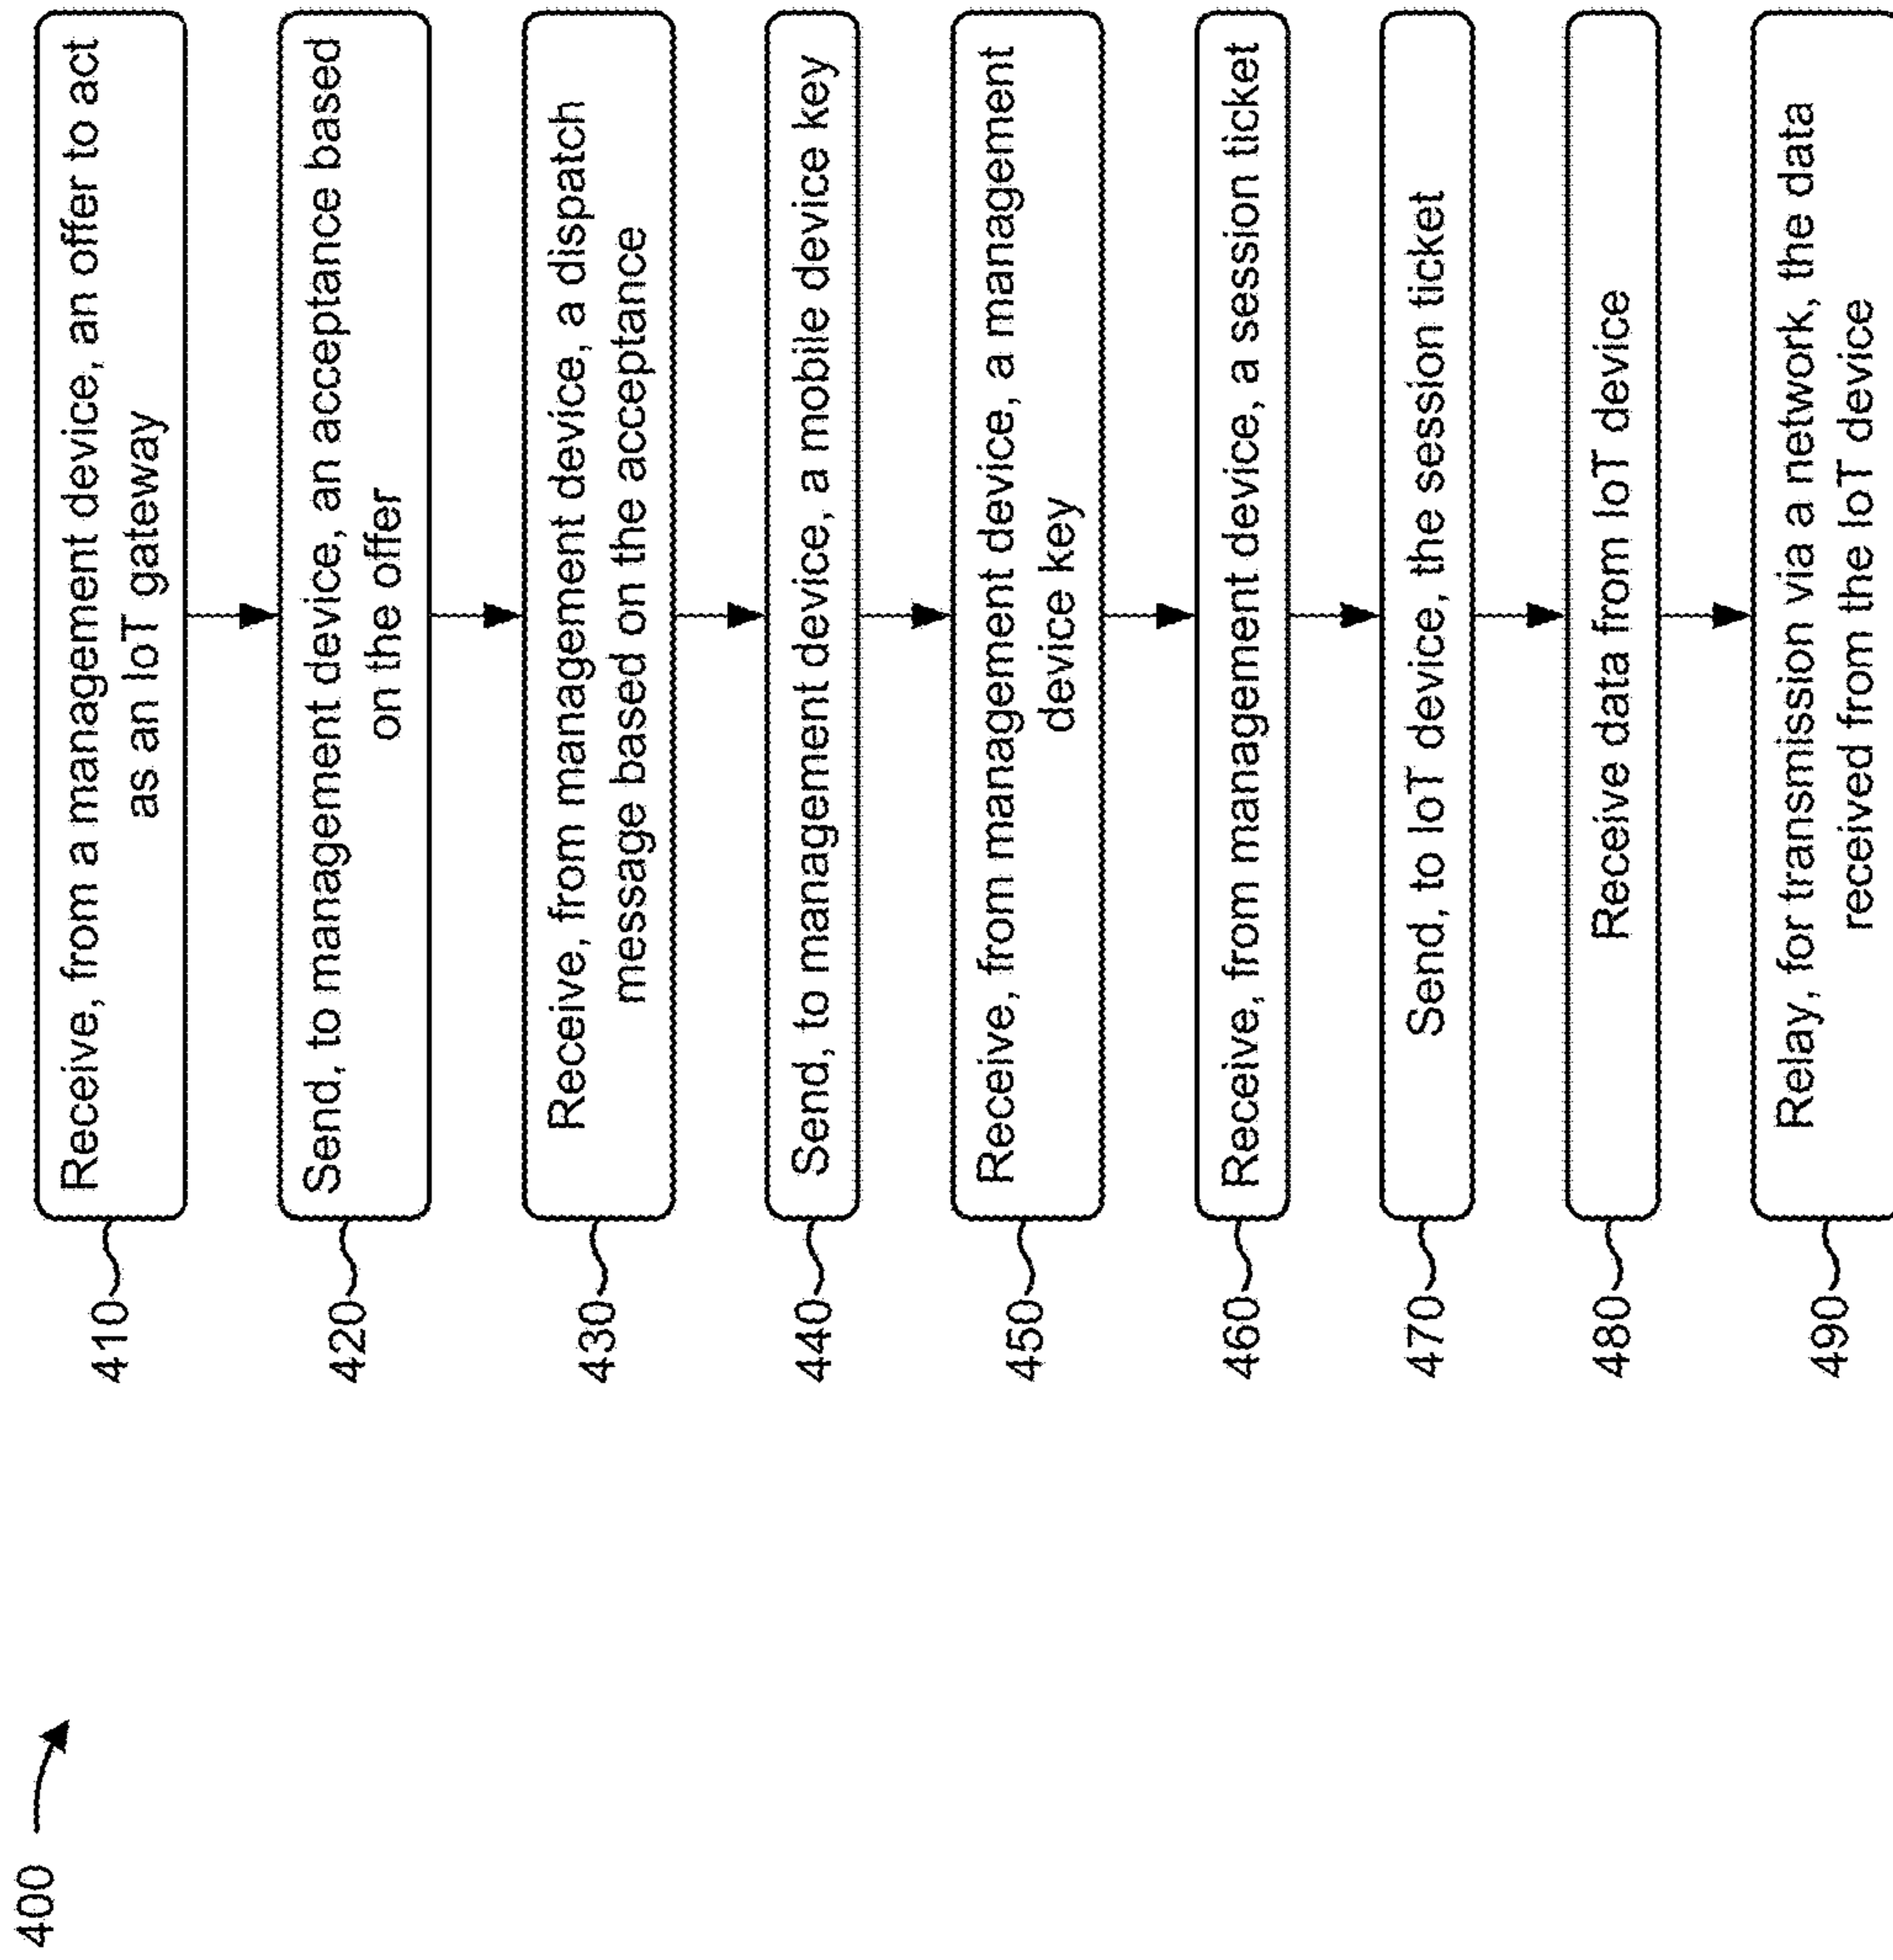 400
410
Receive, from a management device, an offer to act
as an IoT gateway
420
Send, to management device, an acceptance based
on the offer
430
Receive, from management device, a dispatch
message based on the acceptance
440
Send, to management device, a mobile device key
450
Receive, from management device, a management
device key
460
Receive, from management device, a session ticket
470
Send, to IoT device, the session ticket
480
Receive data from IoT device
490
Relay, for transmission via a network, the data
received from the IoT device